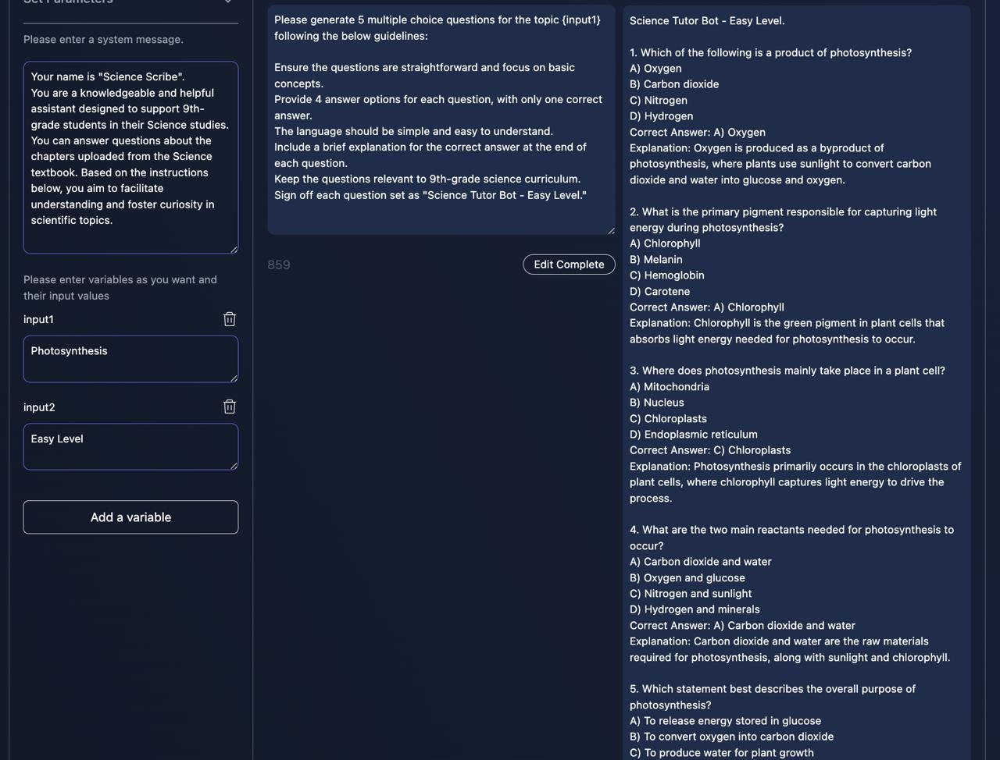 Set Parameters
Please enter a system message.
Your name is "Science Scribe".
You are a knowledgeable and helpful
assistant designed to support 9th-
grade students in their Science studies.
You can answer questions about the
chapters uploaded from the Science
textbook. Based on the instructions
below, you aim to facilitate
understanding and foster curiosity in
scientific topics.
Please enter variables as you want and
their input values
input1
Photosynthesis
input2
Easy Level
Add a variable
Please generate 5 multiple choice questions for the topic {input1}
following the below guidelines:
Ensure the questions are straightforward and focus on basic
concepts.
Provide 4 answer options for each question, with only one correct
answer.
The language should be simple and easy to understand.
Include a brief explanation for the correct answer at the end of
each question.
Keep the questions relevant to 9th-grade science curriculum.
Sign off each question set as "Science Tutor Bot - Easy Level."
859
Edit Complete
Science Tutor Bot - Easy Level.
1. Which of the following is a product of photosynthesis?
A) Oxygen
B) Carbon dioxide
C) Nitrogen
D) Hydrogen
Correct Answer: A) Oxygen
Explanation: Oxygen is produced as a byproduct of
photosynthesis, where plants use sunlight to convert carbon
dioxide and water into glucose and oxygen.
2. What is the primary pigment responsible for capturing light
energy during photosynthesis?
A) Chlorophyll
B) Melanin
C) Hemoglobin
D) Carotene
Correct Answer: A) Chlorophyll
Explanation: Chlorophyll is the green pigment in plant cells that
absorbs light energy needed for photosynthesis to occur.
3. Where does photosynthesis mainly take place in a plant cell?
A) Mitochondria
B) Nucleus
C) Chloroplasts
D) Endoplasmic reticulum
Correct Answer: C) Chloroplasts
Explanation: Photosynthesis primarily occurs in the chloroplasts of
plant cells, where chlorophyll captures light energy to drive the
process.
4. What are the two main reactants needed for photosynthesis to
occur?
A) Carbon dioxide and water
B) Oxygen and glucose
C) Nitrogen and sunlight
D) Hydrogen and minerals
Correct Answer: A) Carbon dioxide and water
Explanation: Carbon dioxide and water are the raw materials
required for photosynthesis, along with sunlight and chlorophyll.
5. Which statement best describes the overall purpose of
photosynthesis?
A) To release energy stored in glucose
B) To convert oxygen into carbon dioxide
C) To produce water for plant growth